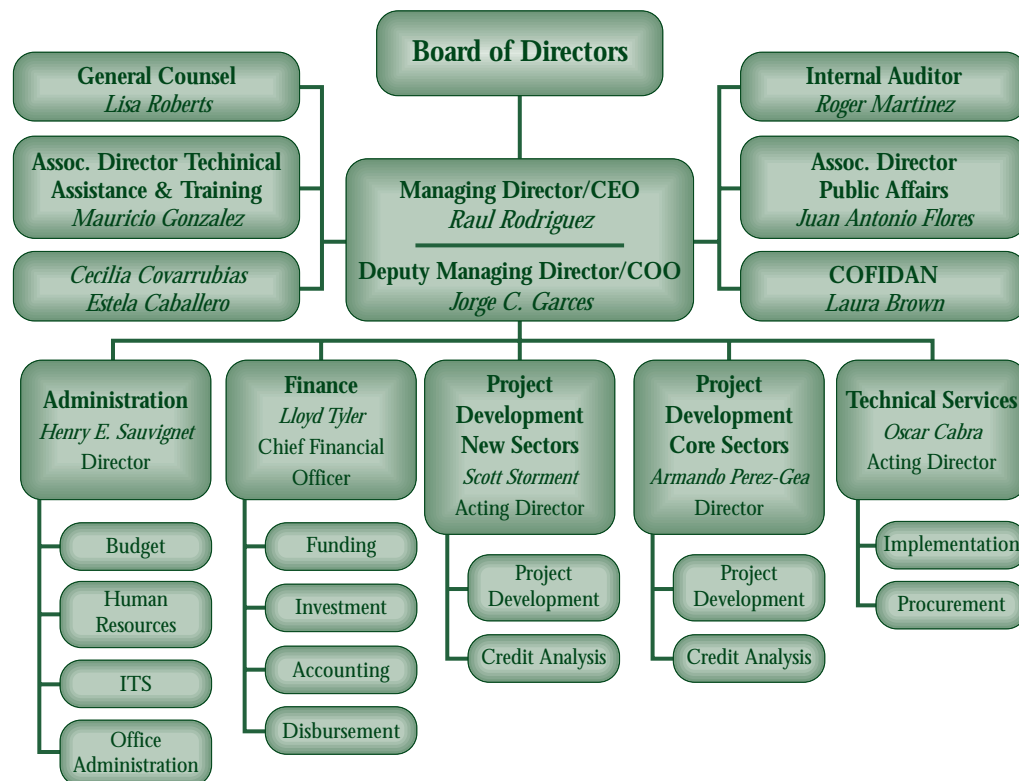 Board of Directors
General Counsel
Lisa Roberts
Internal Auditor
Roger Martinez
Assoc. Director Techinical
Assistance & Training
Mauricio Gonzalez
Managing Director/CEO
Raul Rodriguez
Deputy Managing Director/COO
Jorge C. Garces
Assoc. Director
Public Affairs
Juan Antonio Flores
Cecilia Covarrubias
Estela Caballero
COFIDAN
Laura Brown
Administration
Henry E. Sauvignet
Director
Finance
Lloyd Tyler
Chief Financial
Officer
Project
Development
New Sectors
Scott Storment
Acting Director
Project
Development
Core Sectors
Armando Perez-Gea
Director
Technical Services
Oscar Cabra
Acting Director
Budget
Human
Resources
ITS
Office
Administration
Funding
Investment
Accounting
Disbursement
Project
Development
Credit Analysis
Project
Development
Credit Analysis
Implementation
Procurement